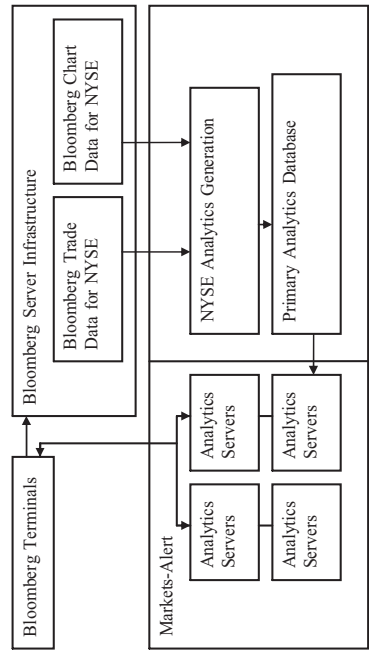 Bloomberg Terminals
Bloomberg Server Infrastructure
Bloomberg Trade
Data for NYSE
Bloomberg Chart
Data for NYSE
Markets-Alert
Analytics
Servers
Analytics
Servers
Analytics
Servers
Analytics
Servers
NYSE Analytics Generation
Primary Analytics Database